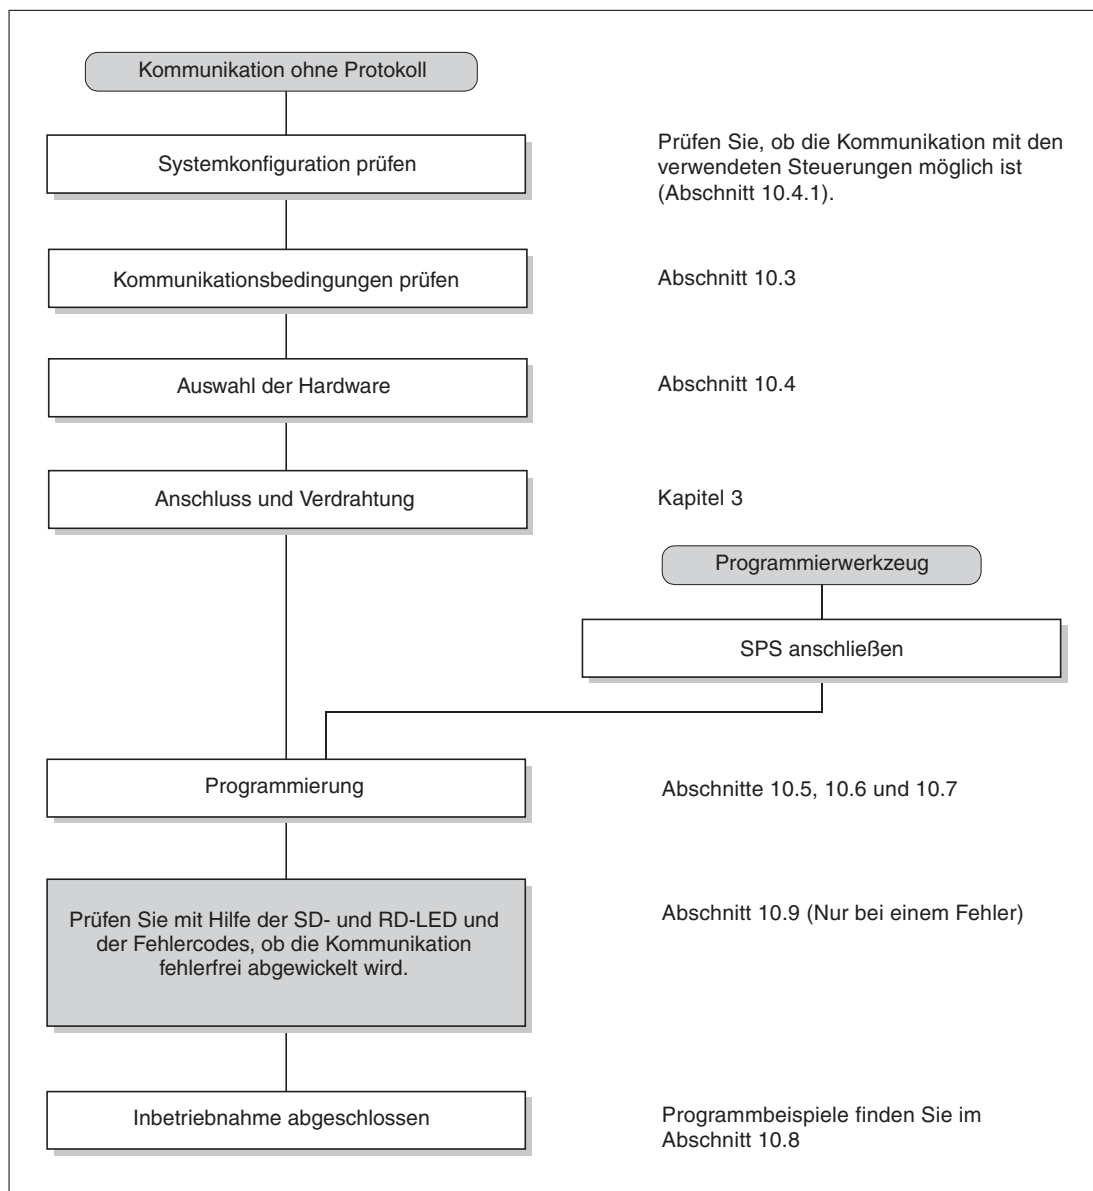 Kommunikation ohne Protokoll
Systemkonfiguration prüfen
Prüfen Sie, ob die Kommunikation mit den
verwendeten Steuerungen möglich ist
(Abschnitt 10.4.1).
Kommunikationsbedingungen prüfen
Abschnitt 10.3
Auswahl der Hardware
Abschnitt 10.4
Anschluss und Verdrahtung
Kapitel 3
Programmierwerkzeug
SPS anschließen
Programmierung
Abschnitte 10.5, 10.6 und 10.7
Prüfen Sie mit Hilfe der SD- und RD-LED und
der Fehlercodes, ob die Kommunikation
fehlerfrei abgewickelt wird.
Abschnitt 10.9 (Nur bei einem Fehler)
Inbetriebnahme abgeschlossen
Programmbeispiele finden Sie im
Abschnitt 10.8